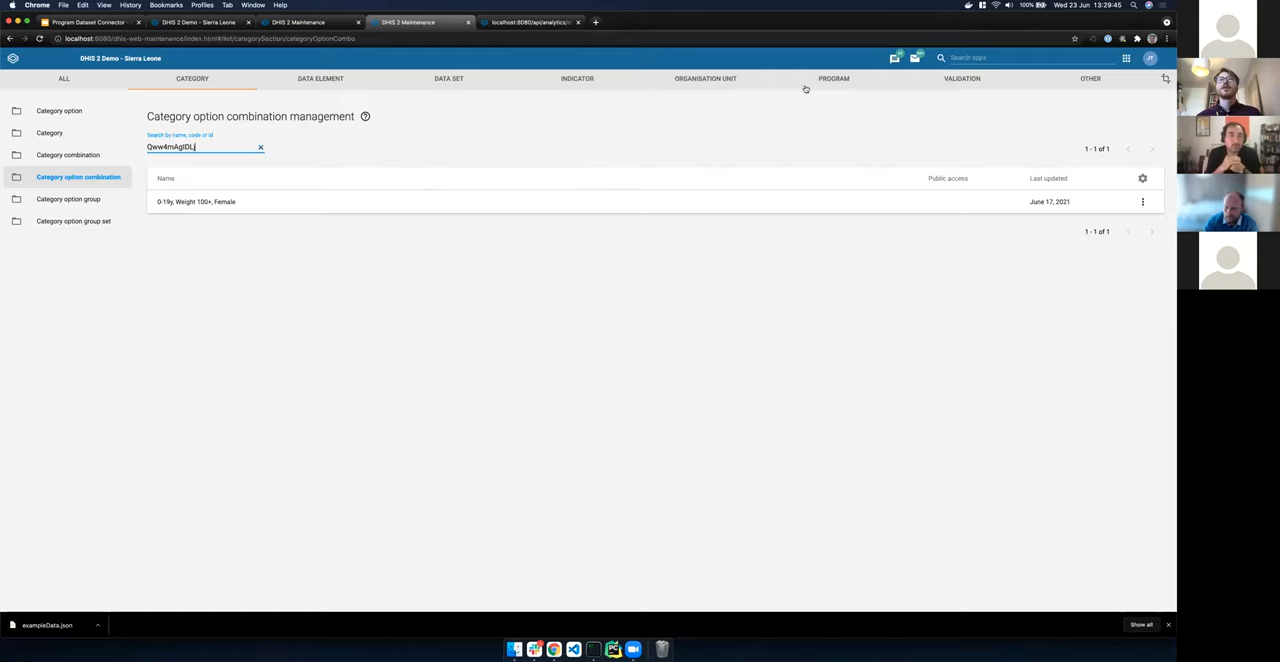 Chrome File Edit View History Bookmarks Profiles Tab Window Help 100% Wed 23 Jun 13:29:45
Program Dataset Connector - DHIS 2 Demo - Sierra Leone DHIS 2 Maintenance DHIS 2 Maintenance localhost:8080/api/analytics/
localhost:8080/dhis-web-maintenance/index.html#/list/categorySection/categoryOptionCombo
DHIS 2 Demo - Sierra Leone Search apps JT
ALL CATEGORY DATA ELEMENT DATA SET INDICATOR ORGANISATION UNIT PROGRAM VALIDATION OTHER
Category option
Category
Category combination
Category option combination
Category option group
Category option group set
Category option combination management
Search by name, code or id
Qww4mAgIDLj
1 - 1 of 1
Name Public access Last updated
0-19y, Weight 100+, Female June 17, 2021
1 - 1 of 1
exampleData.json Show all
PC